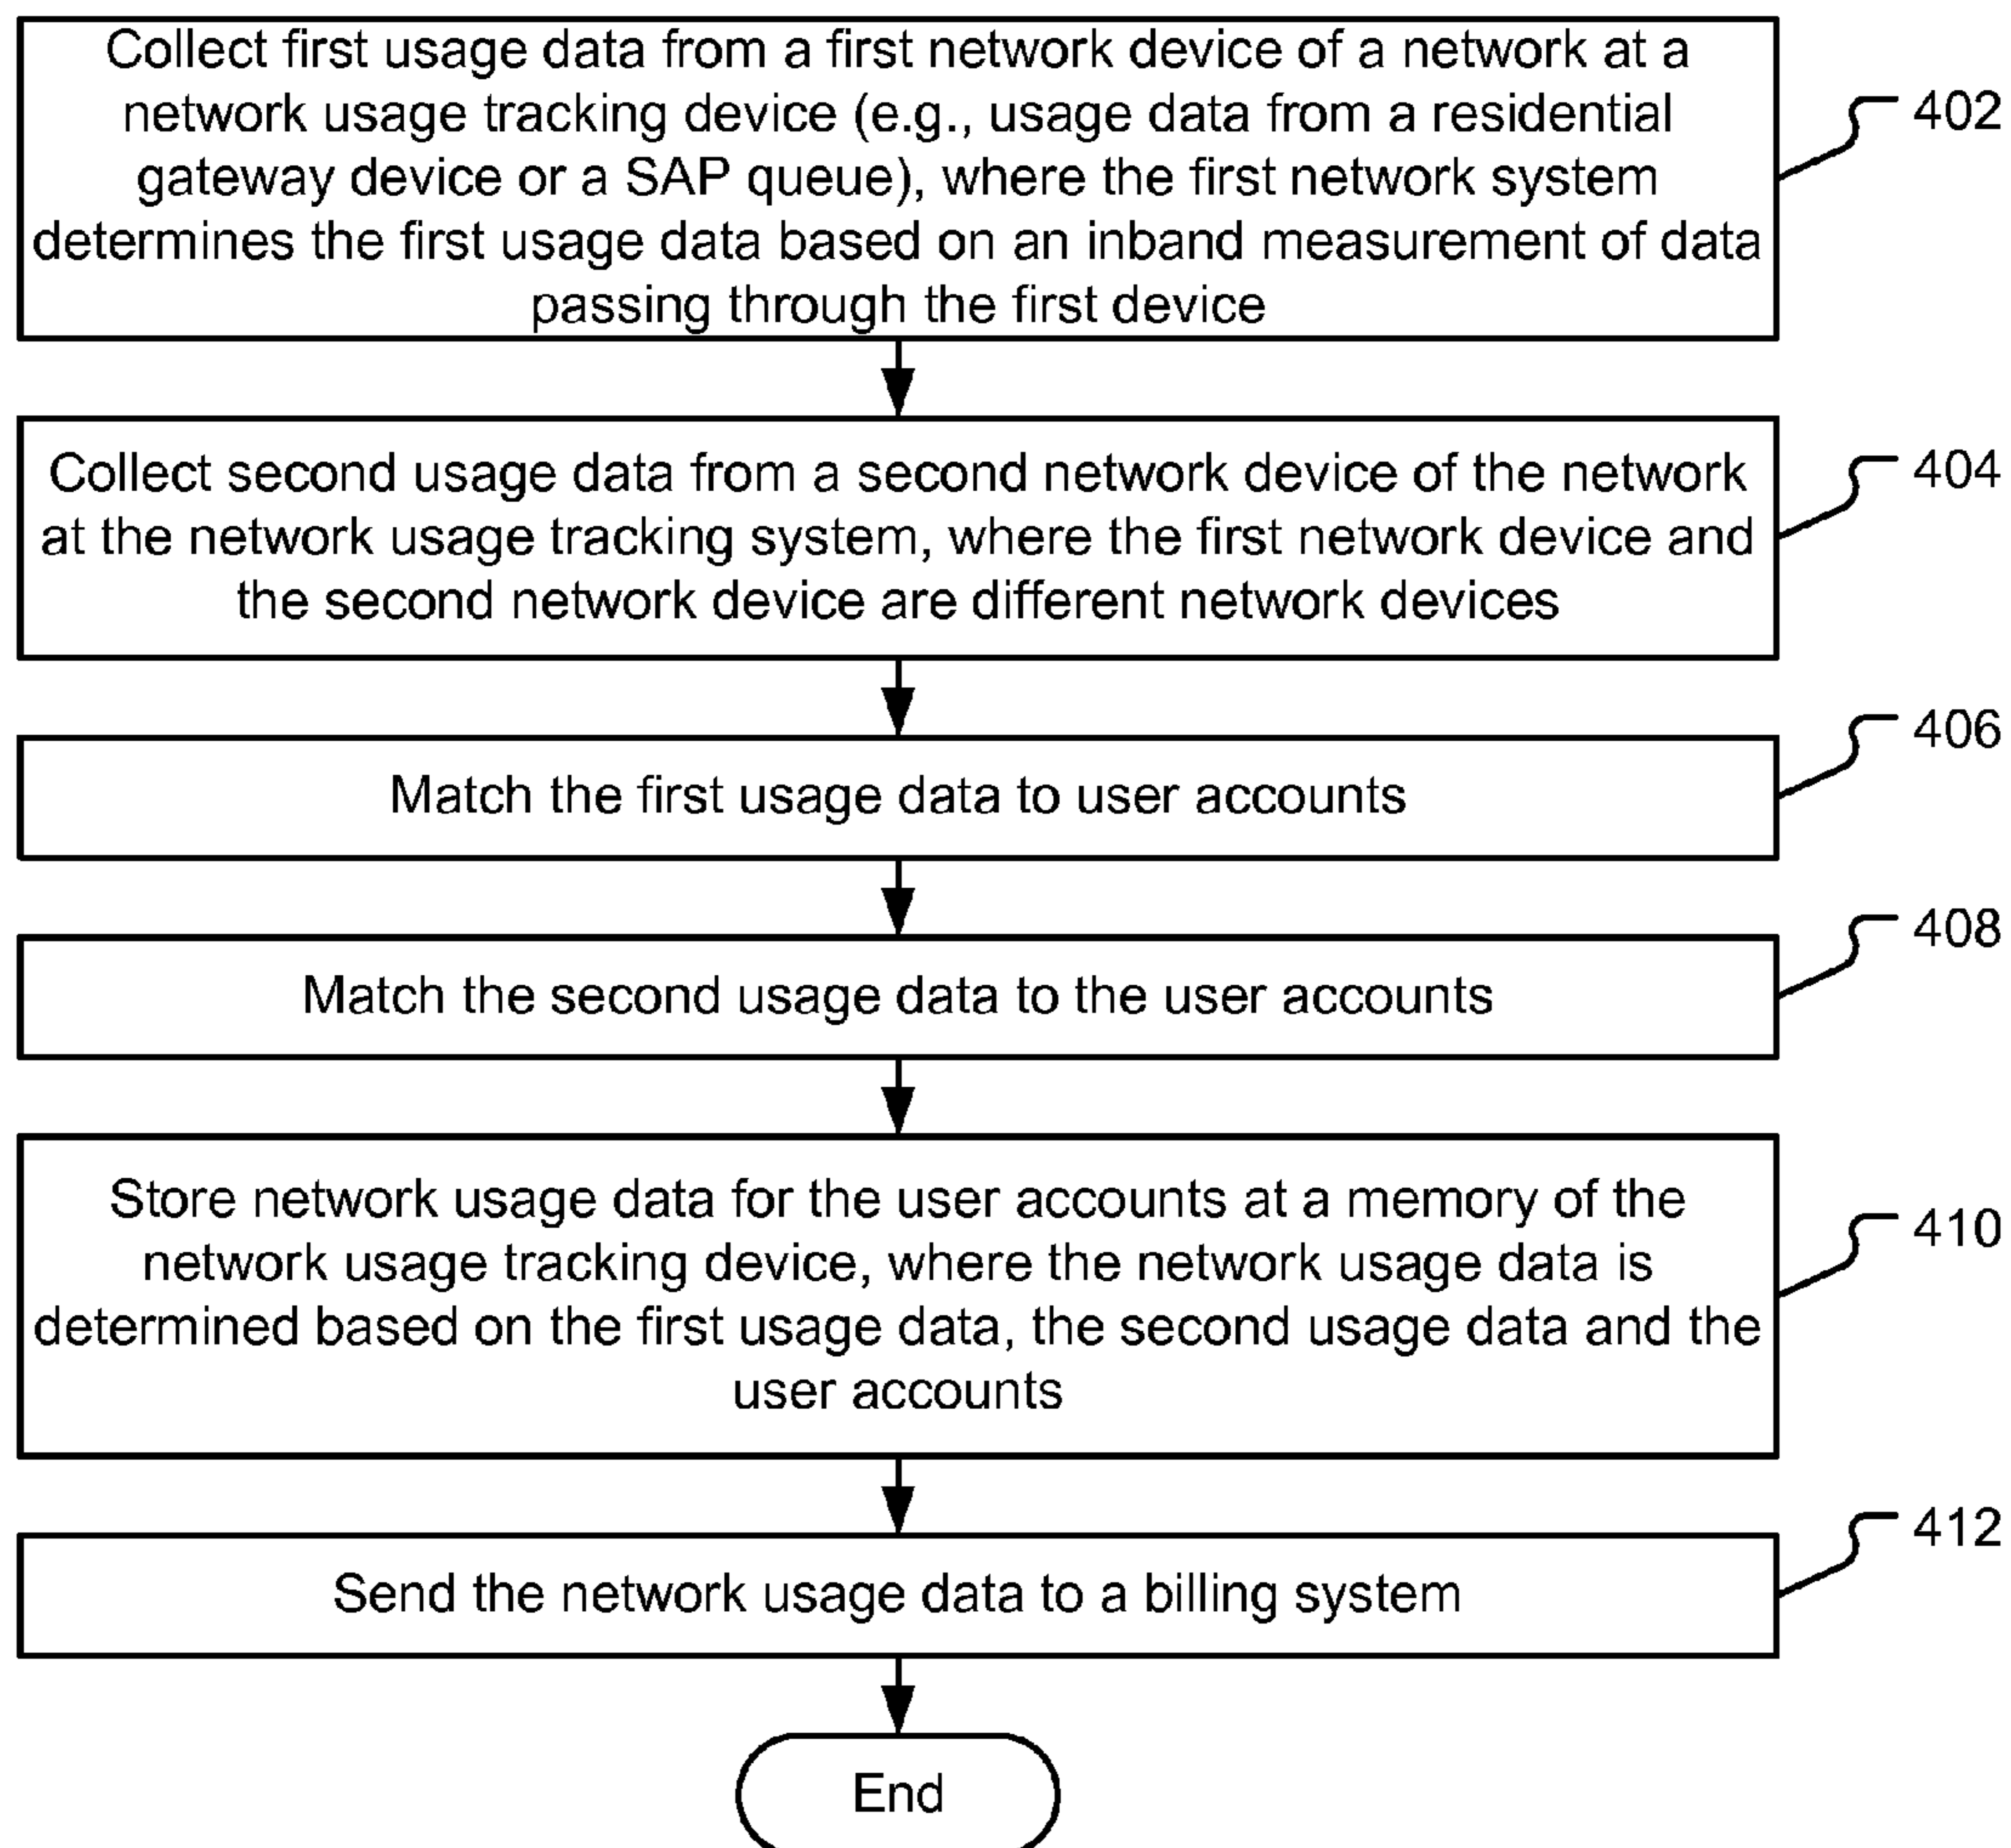 Collect first usage data from a first network device of a network at a
network usage tracking device (e.g., usage data from a residential
gateway device or a SAP queue), where the first network system
determines the first usage data based on an inband measurement of data
passing through the first device
402
Collect second usage data from a second network device of the network
at the network usage tracking system, where the first network device and
the second network device are different network devices
404
Match the first usage data to user accounts
406
Match the second usage data to the user accounts
408
Store network usage data for the user accounts at a memory of the
network usage tracking device, where the network usage data is
determined based on the first usage data, the second usage data and the
user accounts
410
Send the network usage data to a billing system
412
End